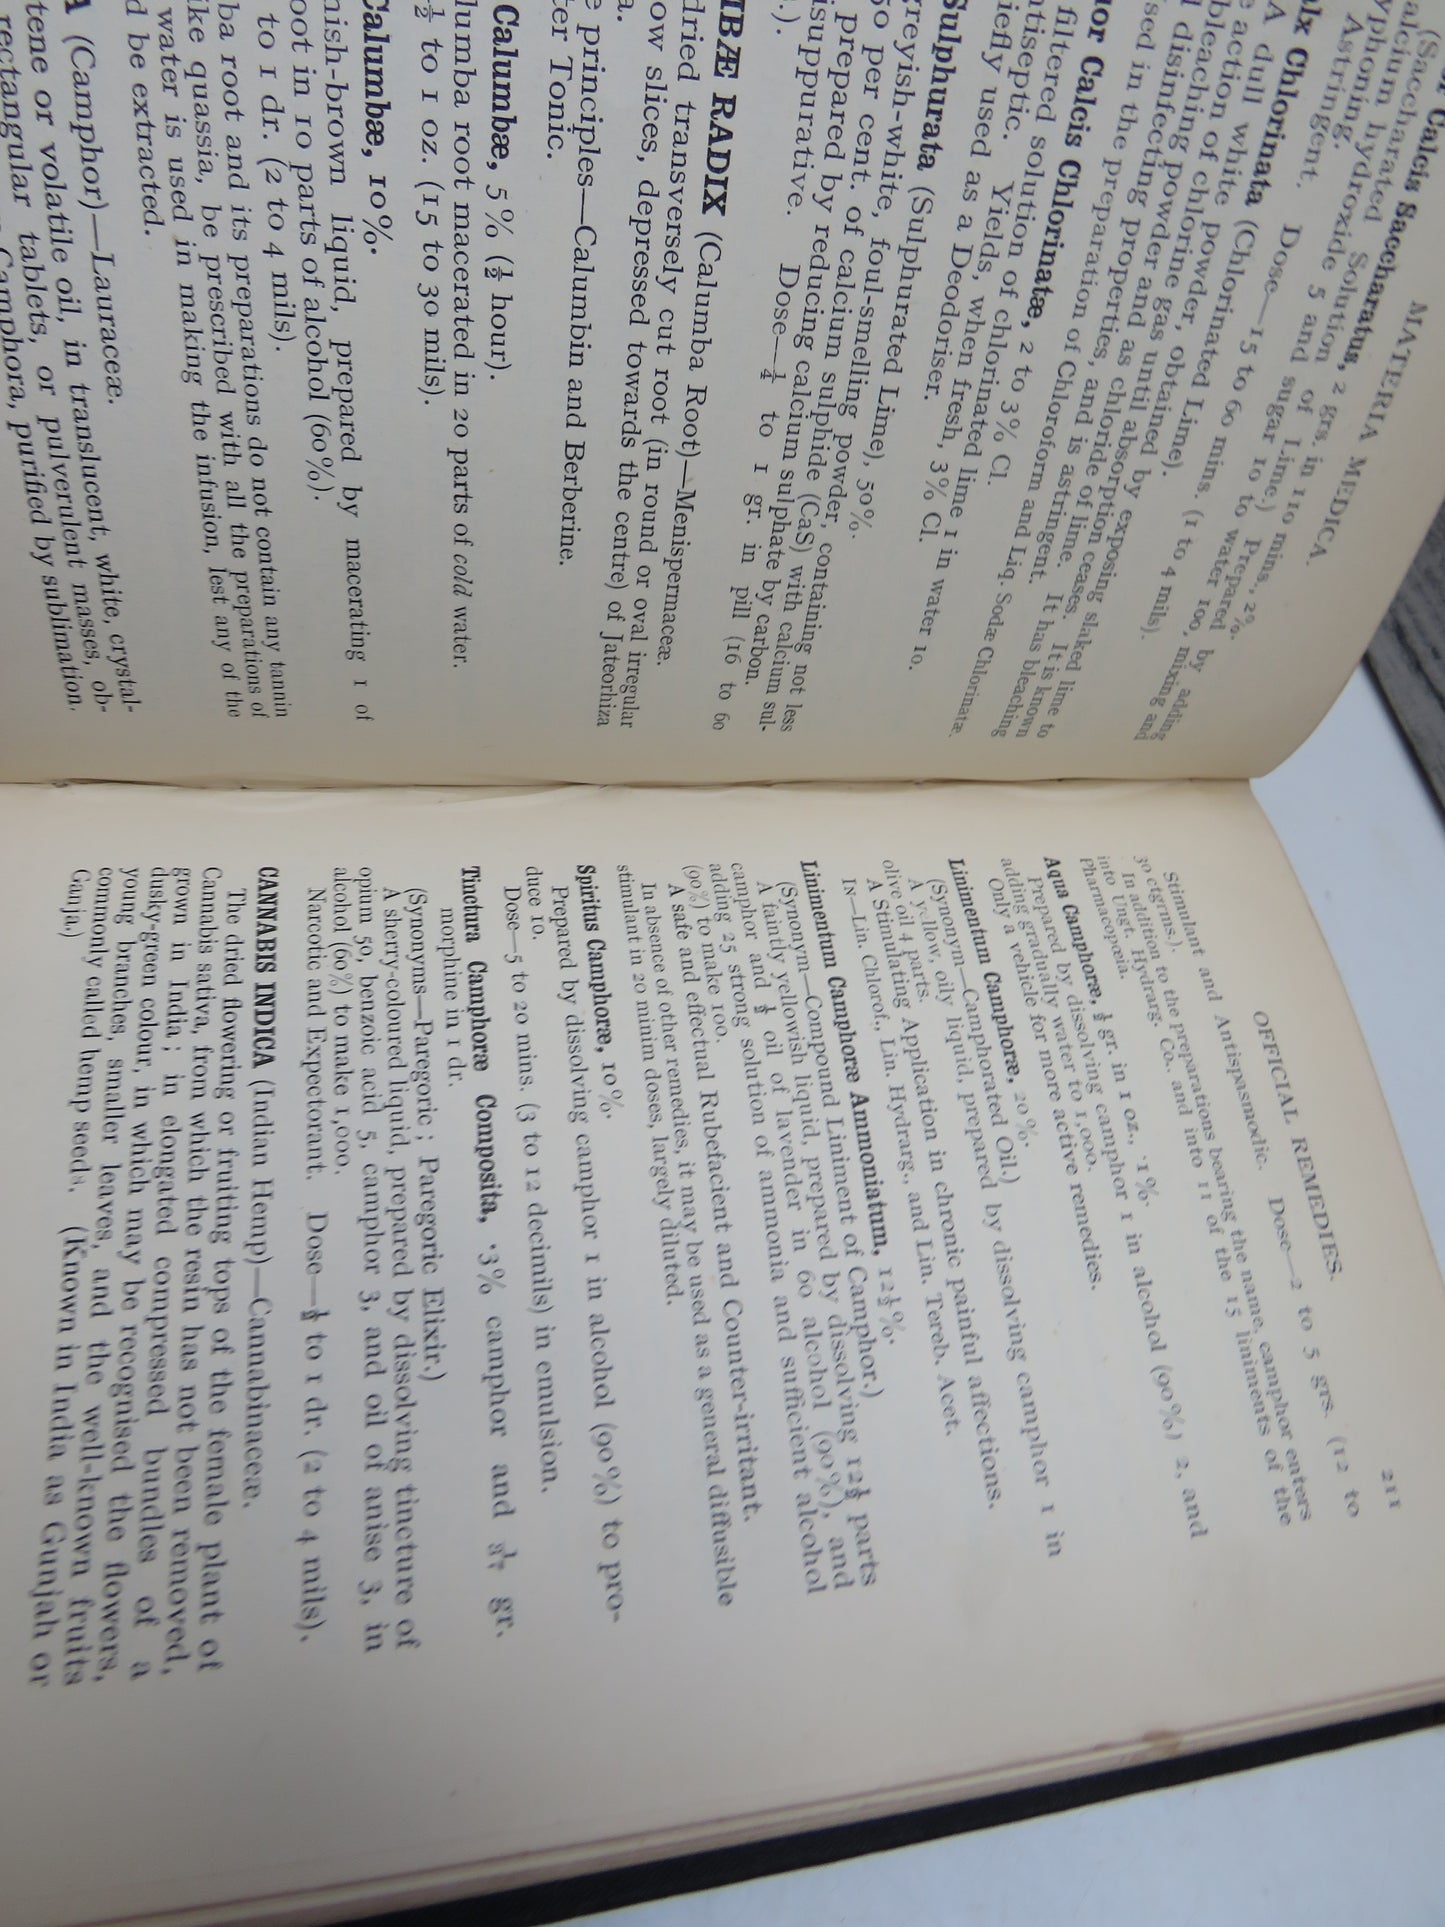 MATERIA MEDICA.
or Calcis Saccharatus, 2 grs. in 110 mins., 2%.
(Saccharated Solution of Lime.) Prepared by
alcium hydroxide 5 and sugar 10 to water 100, mixing and
yphoning.
Astringent. Dose—15 to 60 mins. (1 to 4 mils).
alx Chlorinata (Chlorinated Lime).
A dull white powder, obtained by exposing slaked lime to
e action of chlorine gas until absorption ceases. It is known
bleaching powder and as chloride of lime. It has bleaching
d disinfecting properties, and is astringent.
sed in the preparation of Chloroform and Liq. Sodæ Chlorinatæ.
uor Calcis Chlorinatæ, 2 to 3% Cl.
filtered solution of chlorinated lime 1 in water 10.
ntiseptic. Yields, when fresh, 3% Cl.
iefly used as a Deodoriser.
Sulphurata (Sulphurated Lime), 50%.
greyish-white, foul-smelling powder, containing not less
50 per cent. of calcium sulphide (CaS) with calcium sul-
prepared by reducing calcium sulphate by carbon.
isuppurative. Dose—¼ to 1 gr. in pill (16 to 60
.).
MBÆ RADIX (Calumba Root)—Menispermaceæ.
dried transversely cut root (in round or oval irregular
ow slices, depressed towards the centre) of Jateorhiza
a.
e principles—Calumbin and Berberine.
ter Tonic.
Calumbæ, 5% (½ hour).
lumba root macerated in 20 parts of cold water.
½ to 1 oz. (15 to 30 mils).
Calumbæ, 10%.
nish-brown liquid, prepared by macerating 1 of
oot in 10 parts of alcohol (60%).
to 1 dr. (2 to 4 mils).
ba root and its preparations do not contain any tannin
ike quassia, be prescribed with all the preparations of
water is used in making the infusion, lest any of the
d be extracted.
A (Camphor)—Lauraceæ.
tene or volatile oil, in translucent, white, crystal-
rectangular tablets, or pulverulent masses, ob-
Camphora, purified by sublimation.
OFFICIAL REMEDIES. 211
Stimulant and Antispasmodic. Dose—2 to 5 grs. (12 to
30 ctgrms.).
In addition to the preparations bearing the name, camphor enters
into Ungt. Hydrarg. Co., and into 11 of the 15 liniments of the
Pharmacopeia.
Aqua Camphoræ, ½ gr. in 1 oz., ·1%.
Prepared by dissolving camphor 1 in alcohol (90%) 2, and
adding gradually water to 1,000.
Only a vehicle for more active remedies.
Linimentum Camphoræ, 20%.
(Synonym—Camphorated Oil.)
A yellow, oily liquid, prepared by dissolving camphor 1 in
olive oil 4 parts.
A Stimulating Application in chronic painful affections.
IN—Lin. Chlorof., Lin. Hydrarg., and Lin. Tereb. Acet.
Linimentum Camphoræ Ammoniatum, 12½%.
(Synonym—Compound Liniment of Camphor.)
A faintly yellowish liquid, prepared by dissolving 12½ parts
camphor and ½ oil of lavender in 60 alcohol (90%), and
adding 25 strong solution of ammonia and sufficient alcohol
(90%) to make 100.
A safe and effectual Rubefacient and Counter-irritant.
In absence of other remedies, it may be used as a general diffusible
stimulant in 20 minim doses, largely diluted.
Spiritus Camphoræ, 10%.
Prepared by dissolving camphor 1 in alcohol (90%) to pro-
duce 10.
Dose—5 to 20 mins. (3 to 12 decimils) in emulsion.
Tinctura Camphoræ Composita, ·3% camphor and gr.
morphine in 1 dr.
(Synonyms—Paregoric; Paregoric Elixir.)
A sherry-coloured liquid, prepared by dissolving tincture of
opium 50, benzoic acid 5, camphor 3, and oil of anise 3, in
alcohol (60%) to make 1,000.
Narcotic and Expectorant. Dose—½ to 1 dr. (2 to 4 mils).
CANNABIS INDICA (Indian Hemp)—Cannabinaceæ.
The dried flowering or fruiting tops of the female plant of
Cannabis sativa, from which the resin has not been removed,
grown in India; in elongated compressed bundles of a
dusky-green colour, in which may be recognised the flowers,
young branches, smaller leaves, and the well-known fruits
commonly called hemp seeds. (Known in India as Gunjah or
Ganja.)